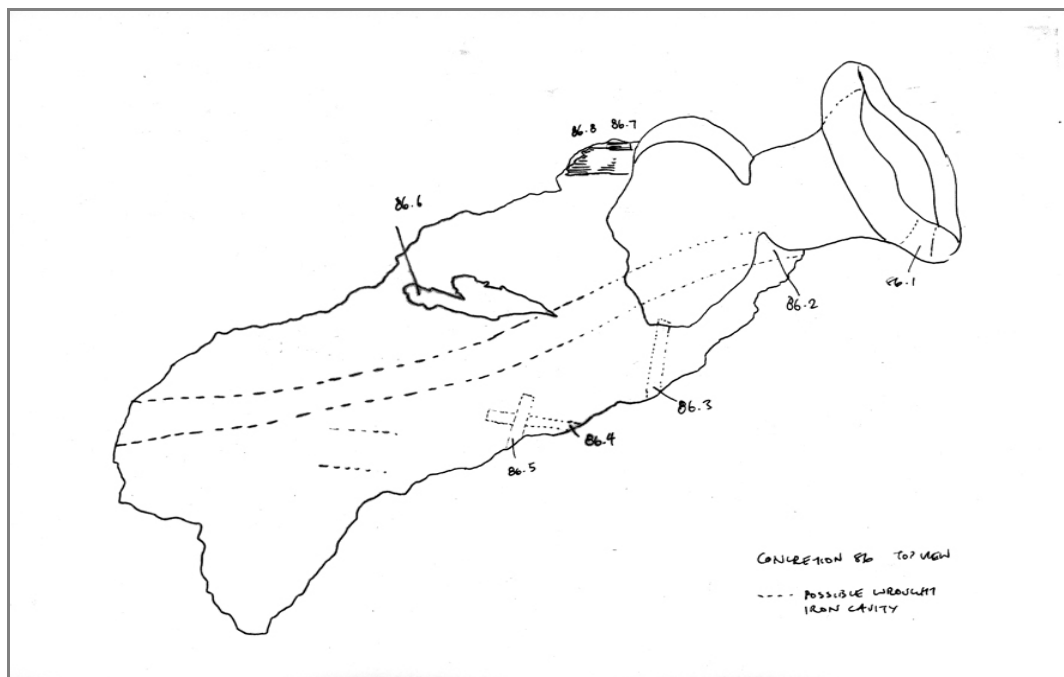 86.8 86.7
86.6
86.1
86.2
86.3
86.4
86.5
CONCRETION 86 TOP VIEW
---- POSSIBLE WROUGHT
IRON CAVITY